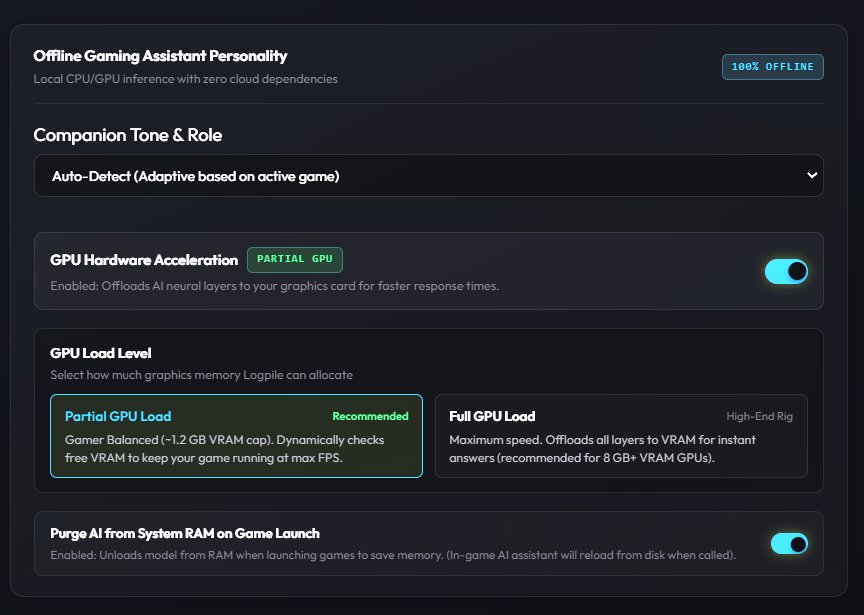 Offline Gaming Assistant Personality
Local CPU/GPU inference with zero cloud dependencies
100% OFFLINE
Companion Tone & Role
Auto-Detect (Adaptive based on active game)
GPU Hardware Acceleration
PARTIAL GPU
Enabled: Offloads AI neural layers to your graphics card for faster response times.
GPU Load Level
Select how much graphics memory Logpile can allocate
Partial GPU Load
Recommended
Gamer Balanced (~1.2 GB VRAM cap). Dynamically checks
free VRAM to keep your game running at max FPS.
Full GPU Load
High-End Rig
Maximum speed. Offloads all layers to VRAM for instant
answers (recommended for 8 GB+ VRAM GPUs).
Purge AI from System RAM on Game Launch
Enabled: Unloads model from RAM when launching games to save memory. (In-game AI assistant will reload from disk when called).